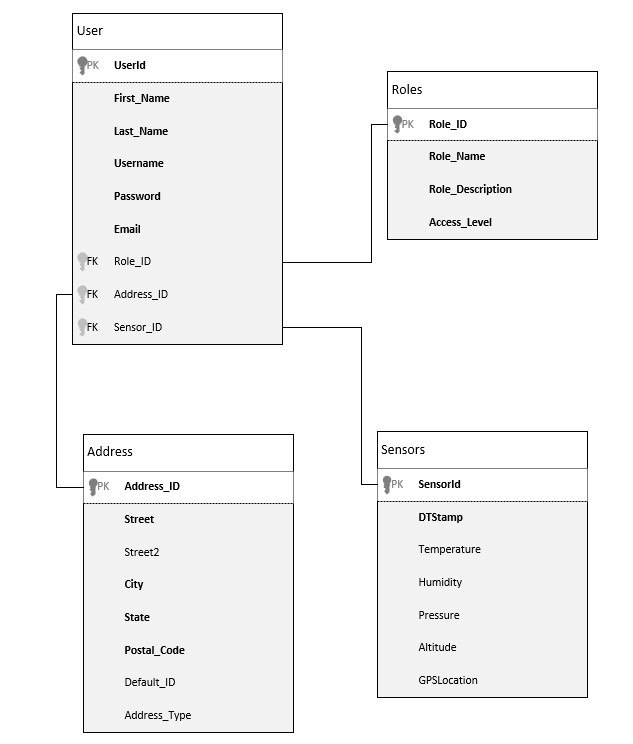 User
PK UserId
First_Name
Last_Name
Username
Password
Email
FK Role_ID
FK Address_ID
FK Sensor_ID
Roles
PK Role_ID
Role_Name
Role_Description
Access_Level
Address
PK Address_ID
Street
Street2
City
State
Postal_Code
Default_ID
Address_Type
Sensors
PK SensorId
DTStamp
Temperature
Humidity
Pressure
Altitude
GPSLocation